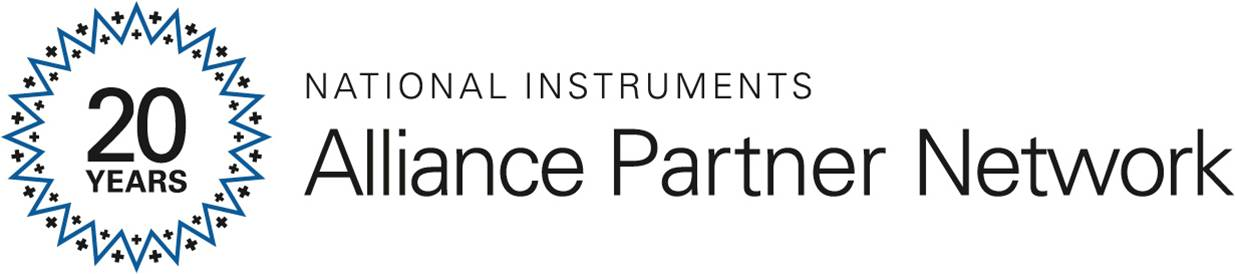 20
YEARS
NATIONAL INSTRUMENTS
Alliance Partner Network